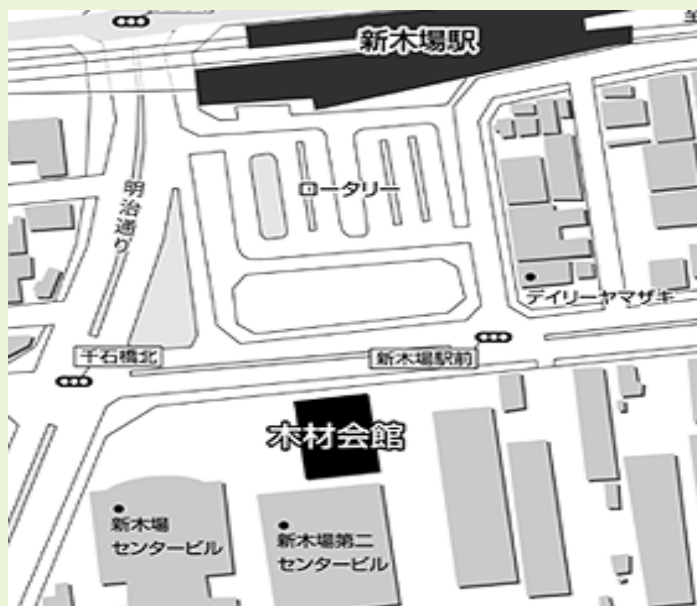 新木場駅
ロータリー
明治通り
デイリーヤマザキ
千石橋北
新木場駅前
木材会館
新木場
センタービル
新木場第二
センタービル